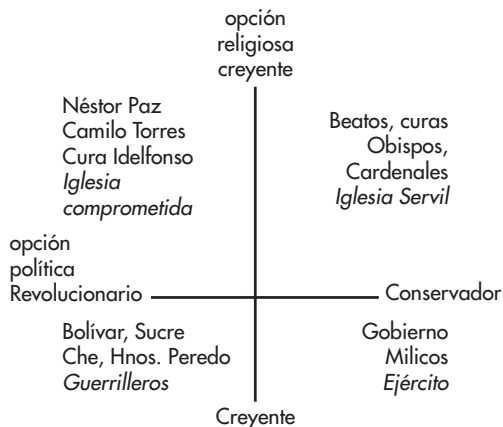 opción
religiosa
creyente
Néstor Paz
Camilo Torres
Cura Idelfonso
Iglesia
comprometida
Beatos, curas
Obispos,
Cardenales
Iglesia Servil
opción
política
Revolucionario
Conservador
Bolívar, Sucre
Che, Hnos. Peredo
Guerrilleros
Gobierno
Milicos
Ejército
Creyente